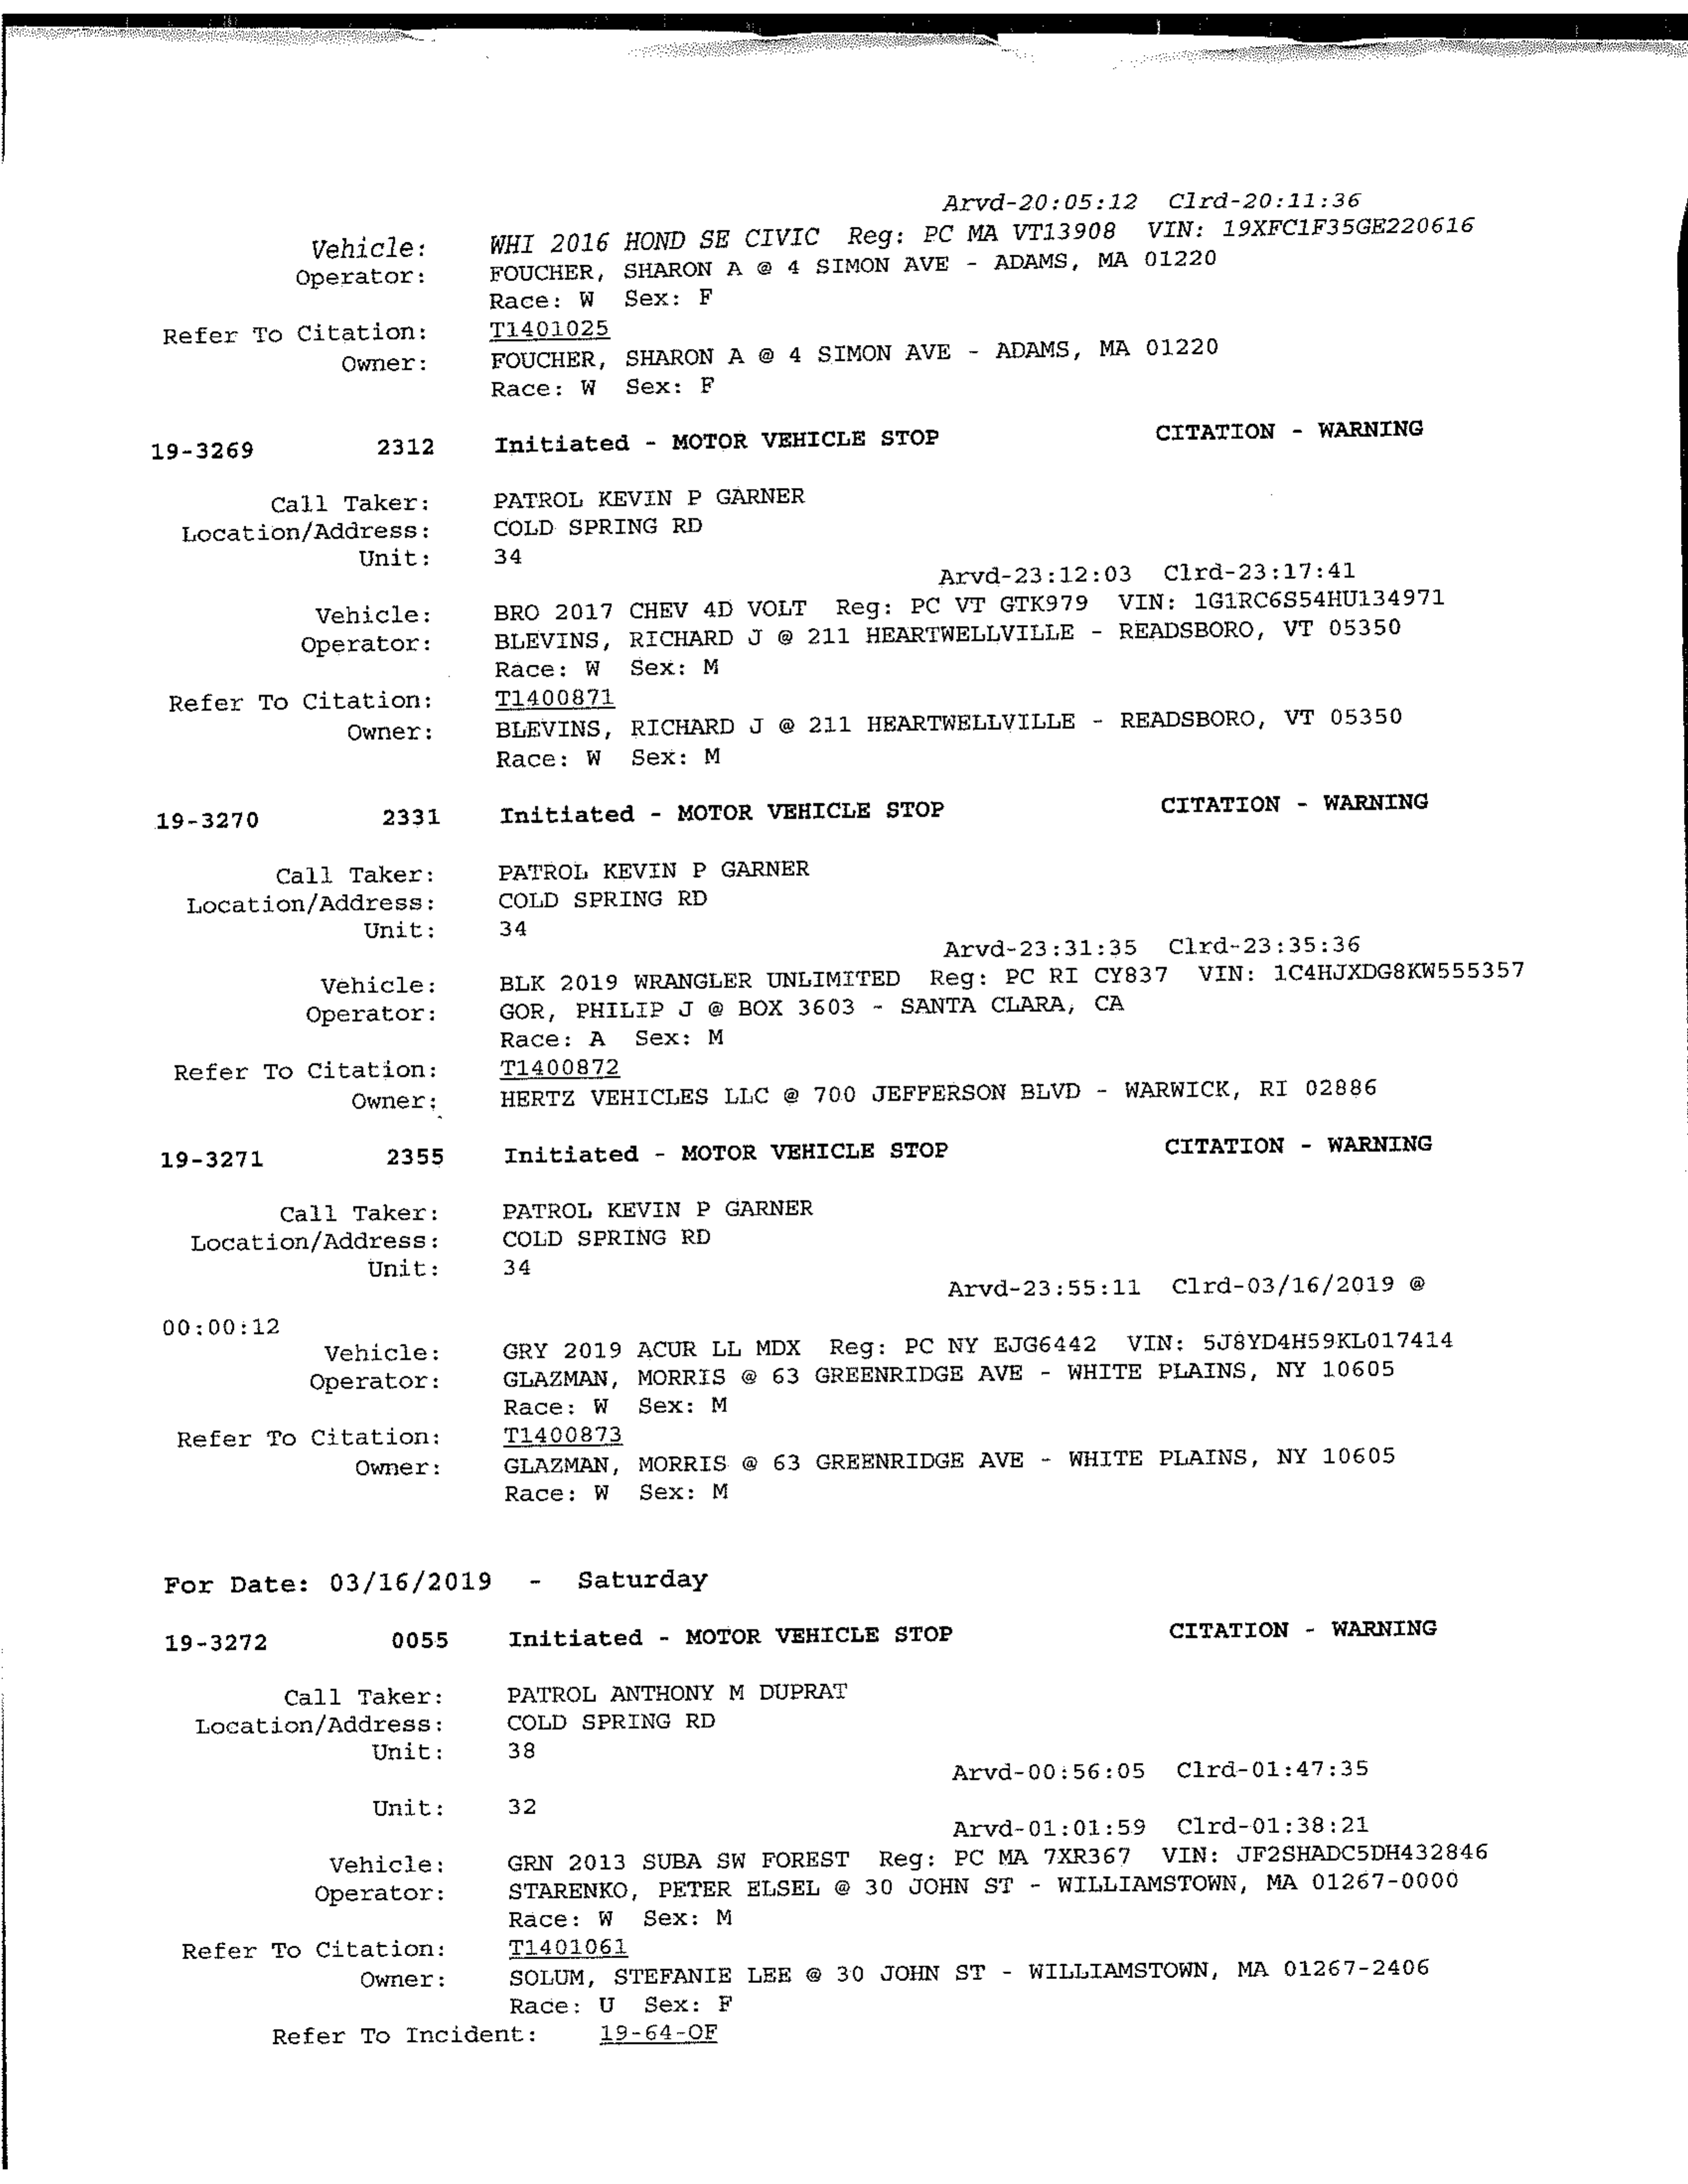 Arvd-20:05:12 Clrd-20:11:36
Vehicle: WHI 2016 HOND SE CIVIC Reg: PC MA VT13908 VIN: 19XFC1F35GE220616
Operator: FOUCHER, SHARON A @ 4 SIMON AVE - ADAMS, MA 01220
Race: W Sex: F
Refer To Citation: T1401025
Owner: FOUCHER, SHARON A @ 4 SIMON AVE - ADAMS, MA 01220
Race: W Sex: F
19-3269 2312 Initiated - MOTOR VEHICLE STOP CITATION - WARNING
Call Taker: PATROL KEVIN P GARNER
Location/Address: COLD SPRING RD
Unit: 34
Arvd-23:12:03 Clrd-23:17:41
Vehicle: BRO 2017 CHEV 4D VOLT Reg: PC VT GTK979 VIN: 1G1RC6S54HU134971
Operator: BLEVINS, RICHARD J @ 211 HEARTWELLVILLE - READSBORO, VT 05350
Race: W Sex: M
Refer To Citation: T1400871
Owner: BLEVINS, RICHARD J @ 211 HEARTWELLVILLE - READSBORO, VT 05350
Race: W Sex: M
19-3270 2331 Initiated - MOTOR VEHICLE STOP CITATION - WARNING
Call Taker: PATROL KEVIN P GARNER
Location/Address: COLD SPRING RD
Unit: 34
Arvd-23:31:35 Clrd-23:35:36
Vehicle: BLK 2019 WRANGLER UNLIMITED Reg: PC RI CY837 VIN: 1C4HJXDG8KW555357
Operator: GOR, PHILIP J @ BOX 3603 - SANTA CLARA, CA
Race: A Sex: M
Refer To Citation: T1400872
Owner: HERTZ VEHICLES LLC @ 700 JEFFERSON BLVD - WARWICK, RI 02886
19-3271 2355 Initiated - MOTOR VEHICLE STOP CITATION - WARNING
Call Taker: PATROL KEVIN P GARNER
Location/Address: COLD SPRING RD
Unit: 34
Arvd-23:55:11 Clrd-03/16/2019 @
00:00:12
Vehicle: GRY 2019 ACUR LL MDX Reg: PC NY EJG6442 VIN: 5J8YD4H59KL017414
Operator: GLAZMAN, MORRIS @ 63 GREENRIDGE AVE - WHITE PLAINS, NY 10605
Race: W Sex: M
Refer To Citation: T1400873
Owner: GLAZMAN, MORRIS @ 63 GREENRIDGE AVE - WHITE PLAINS, NY 10605
Race: W Sex: M
For Date: 03/16/2019 - Saturday
19-3272 0055 Initiated - MOTOR VEHICLE STOP CITATION - WARNING
Call Taker: PATROL ANTHONY M DUPRAT
Location/Address: COLD SPRING RD
Unit: 38
Arvd-00:56:05 Clrd-01:47:35
Unit: 32
Arvd-01:01:59 Clrd-01:38:21
Vehicle: GRN 2013 SUBA SW FOREST Reg: PC MA 7XR367 VIN: JF2SHADC5DH432846
Operator: STARENKO, PETER ELSEL @ 30 JOHN ST - WILLIAMSTOWN, MA 01267-0000
Race: W Sex: M
Refer To Citation: T1401061
Owner: SOLUM, STEFANIE LEE @ 30 JOHN ST - WILLIAMSTOWN, MA 01267-2406
Race: U Sex: F
Refer To Incident: 19-64-OF